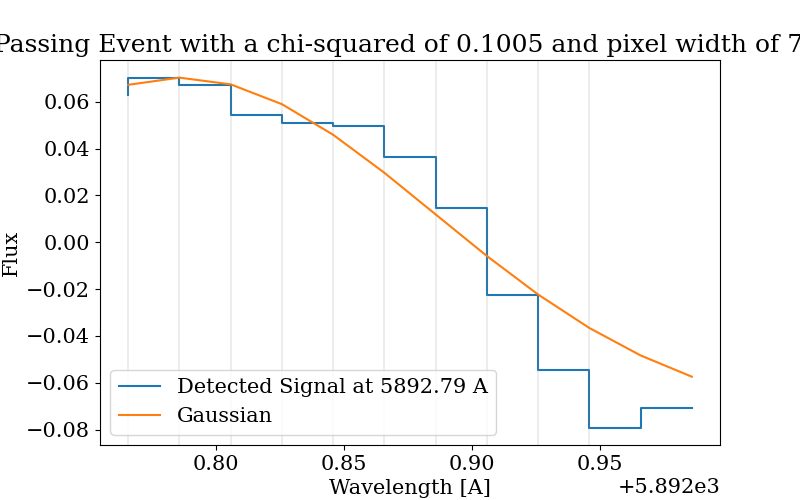 Passing Event with a chi-squared of 0.1005 and pixel width of 7
0.06
0.04
0.02
0.00
−0.02
−0.04
−0.06
−0.08
Flux
Detected Signal at 5892.79 A
Gaussian
0.80 0.85 0.90 0.95
Wavelength [A]
+5.892e3